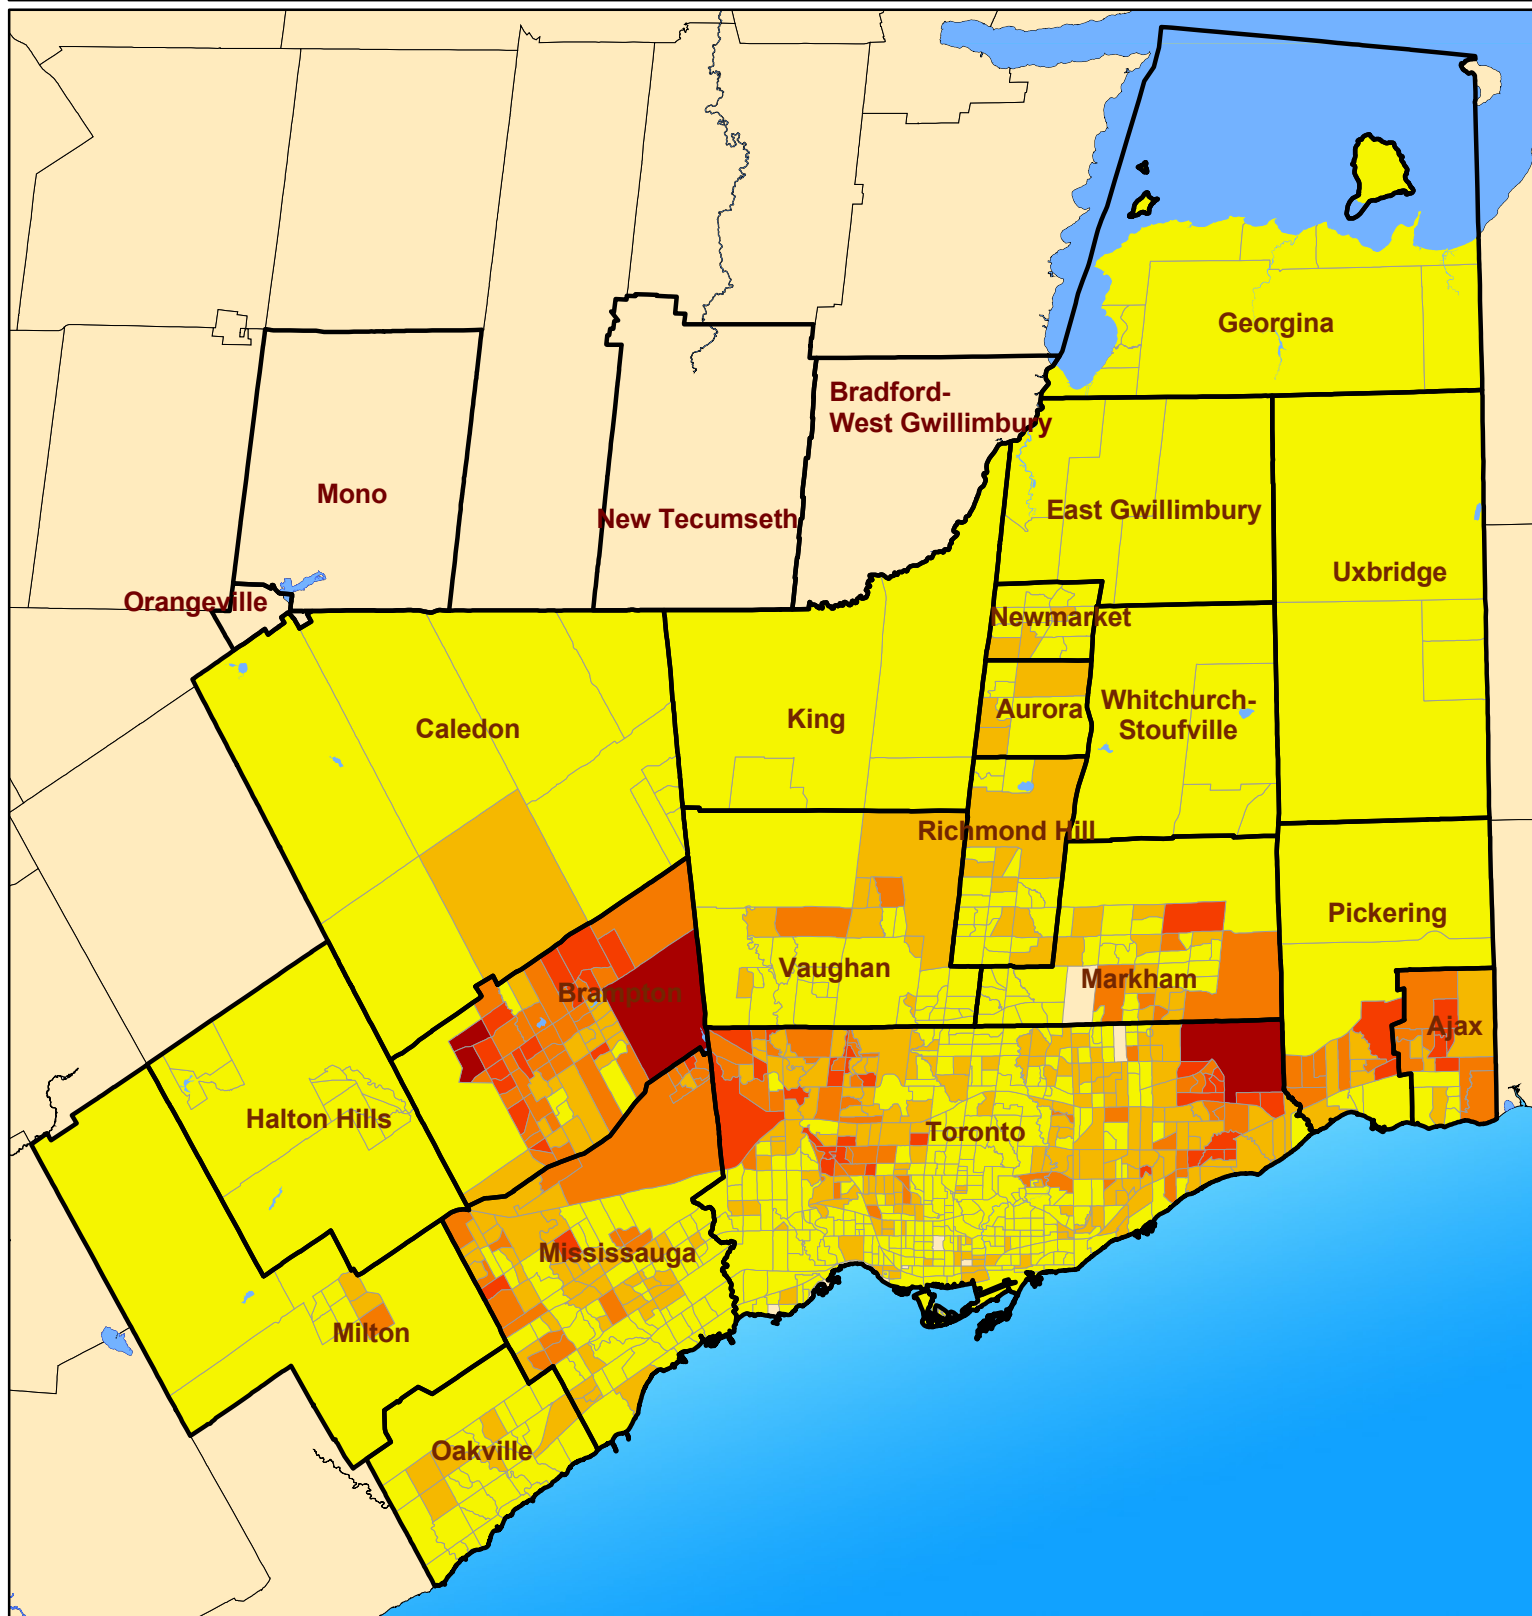 Georgina
Bradford-
West Gwillimbury
Mono
East Gwillimbury
New Tecumseth
Uxbridge
Orangeville
Newmarket
Whitchurch-
Stoufville
Aurora
King
Caledon
Richmond Hill
Pickering
Vaughan
Markham
Brampton
Ajax
Halton Hills
Toronto
Mississauga
Milton
Oakville